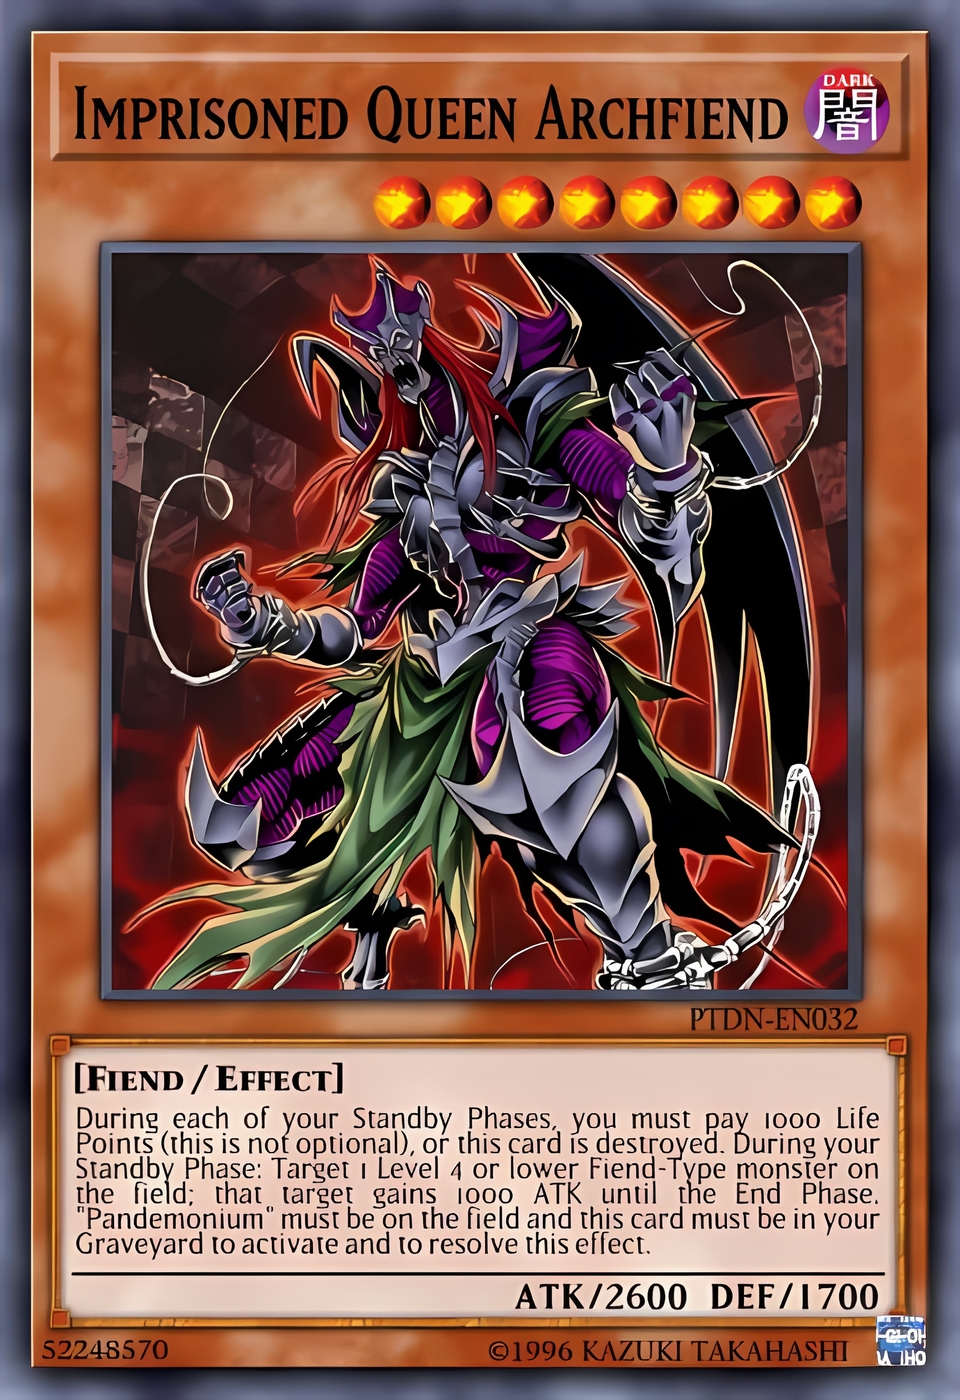 IMPRISONED QUEEN ARCHFIEND
DARK
闇
PTDN-EN032
[FIEND / EFFECT]
During each of your Standby Phases, you must pay 1000 Life
Points (this is not optional), or this card is destroyed. During your
Standby Phase: Target 1 Level 4 or lower Fiend-Type monster on
the field; that target gains 1000 ATK until the End Phase.
"Pandemonium" must be on the field and this card must be in your
Graveyard to activate and to resolve this effect.
ATK/2600 DEF/1700
52248570
©1996 KAZUKI TAKAHASHI